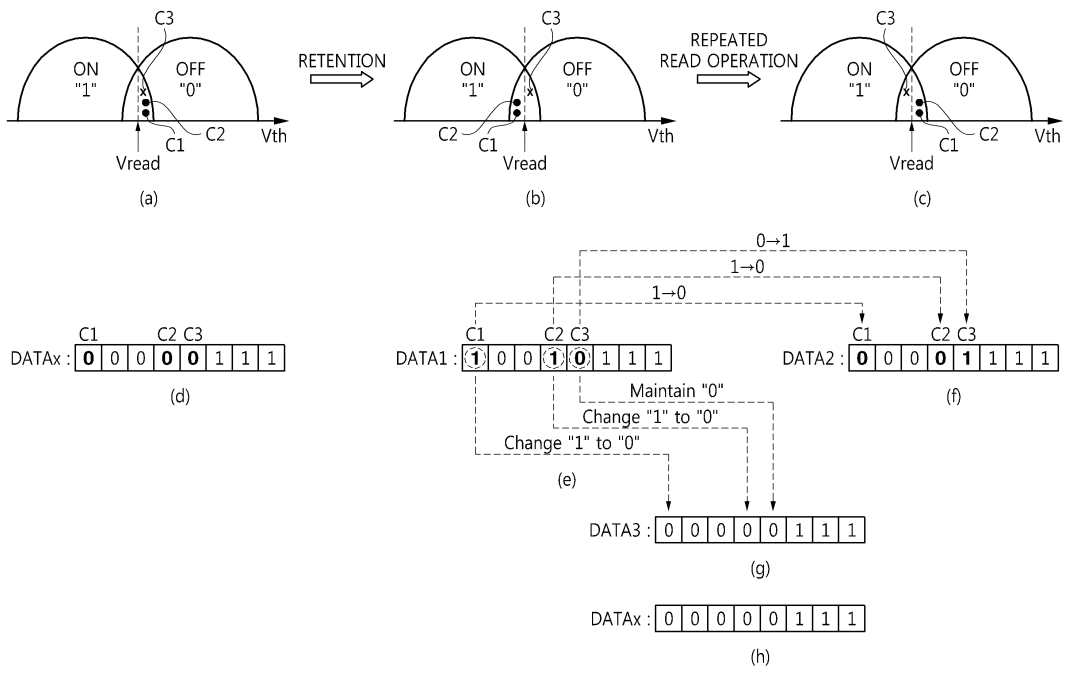 C3
ON
"1"
OFF
"0"
x
C2
C1
Vth
Vread
(a)
RETENTION
C3
ON
"1"
OFF
"0"
x
C2
C1
Vth
Vread
(b)
REPEATED
READ OPERATION
C3
ON
"1"
OFF
"0"
x
C2
C1
Vth
Vread
(c)
0→1
1→0
1→0
C1 C2 C3
DATAx : 0 0 0 0 0 1 1 1
(d)
C1 C2 C3
DATA1 : 1 0 0 1 0 1 1 1
C1 C2 C3
DATA2 : 0 0 0 0 1 1 1 1
(f)
Maintain "0"
Change "1" to "0"
Change "1" to "0"
(e)
DATA3 : 0 0 0 0 0 1 1 1
(g)
DATAx : 0 0 0 0 0 1 1 1
(h)